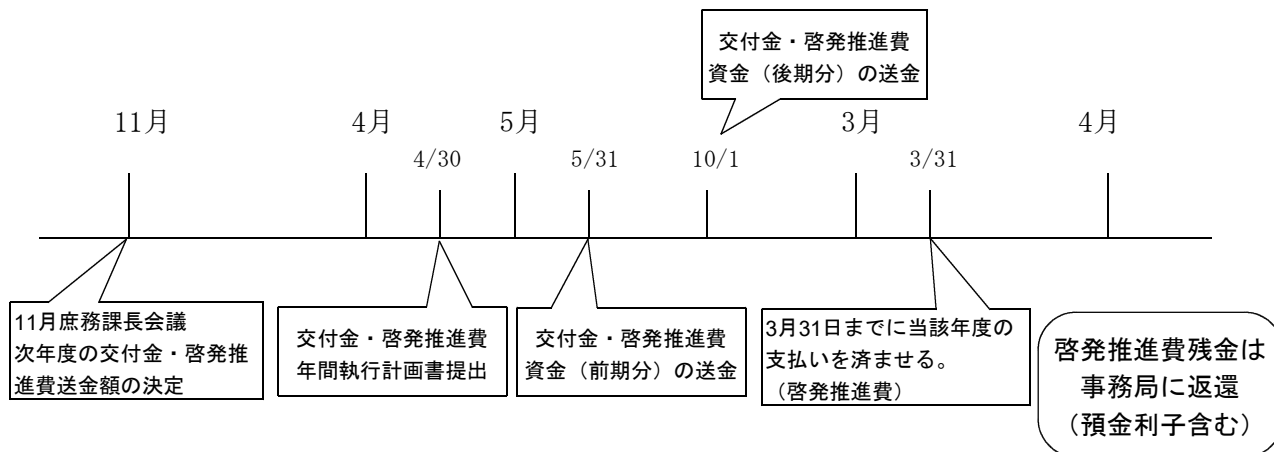 交付金・啓発推進費
資金（後期分）の送金
11月
4月
5月
3月
4月
4/30
5/31
10/1
3/31
11月庶務課長会議
次年度の交付金・啓発推
進費送金額の決定
交付金・啓発推進費
年間執行計画書提出
交付金・啓発推進費
資金（前期分）の送金
3月31日までに当該年度の
支払いを済ませる。
（啓発推進費）
啓発推進費残金は
事務局に返還
（預金利子含む）